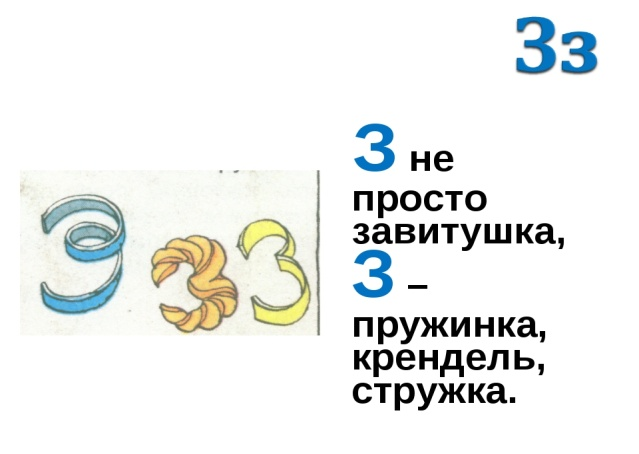 Зз
З не
просто
завитушка,
З –
пружинка,
крендель,
стружка.